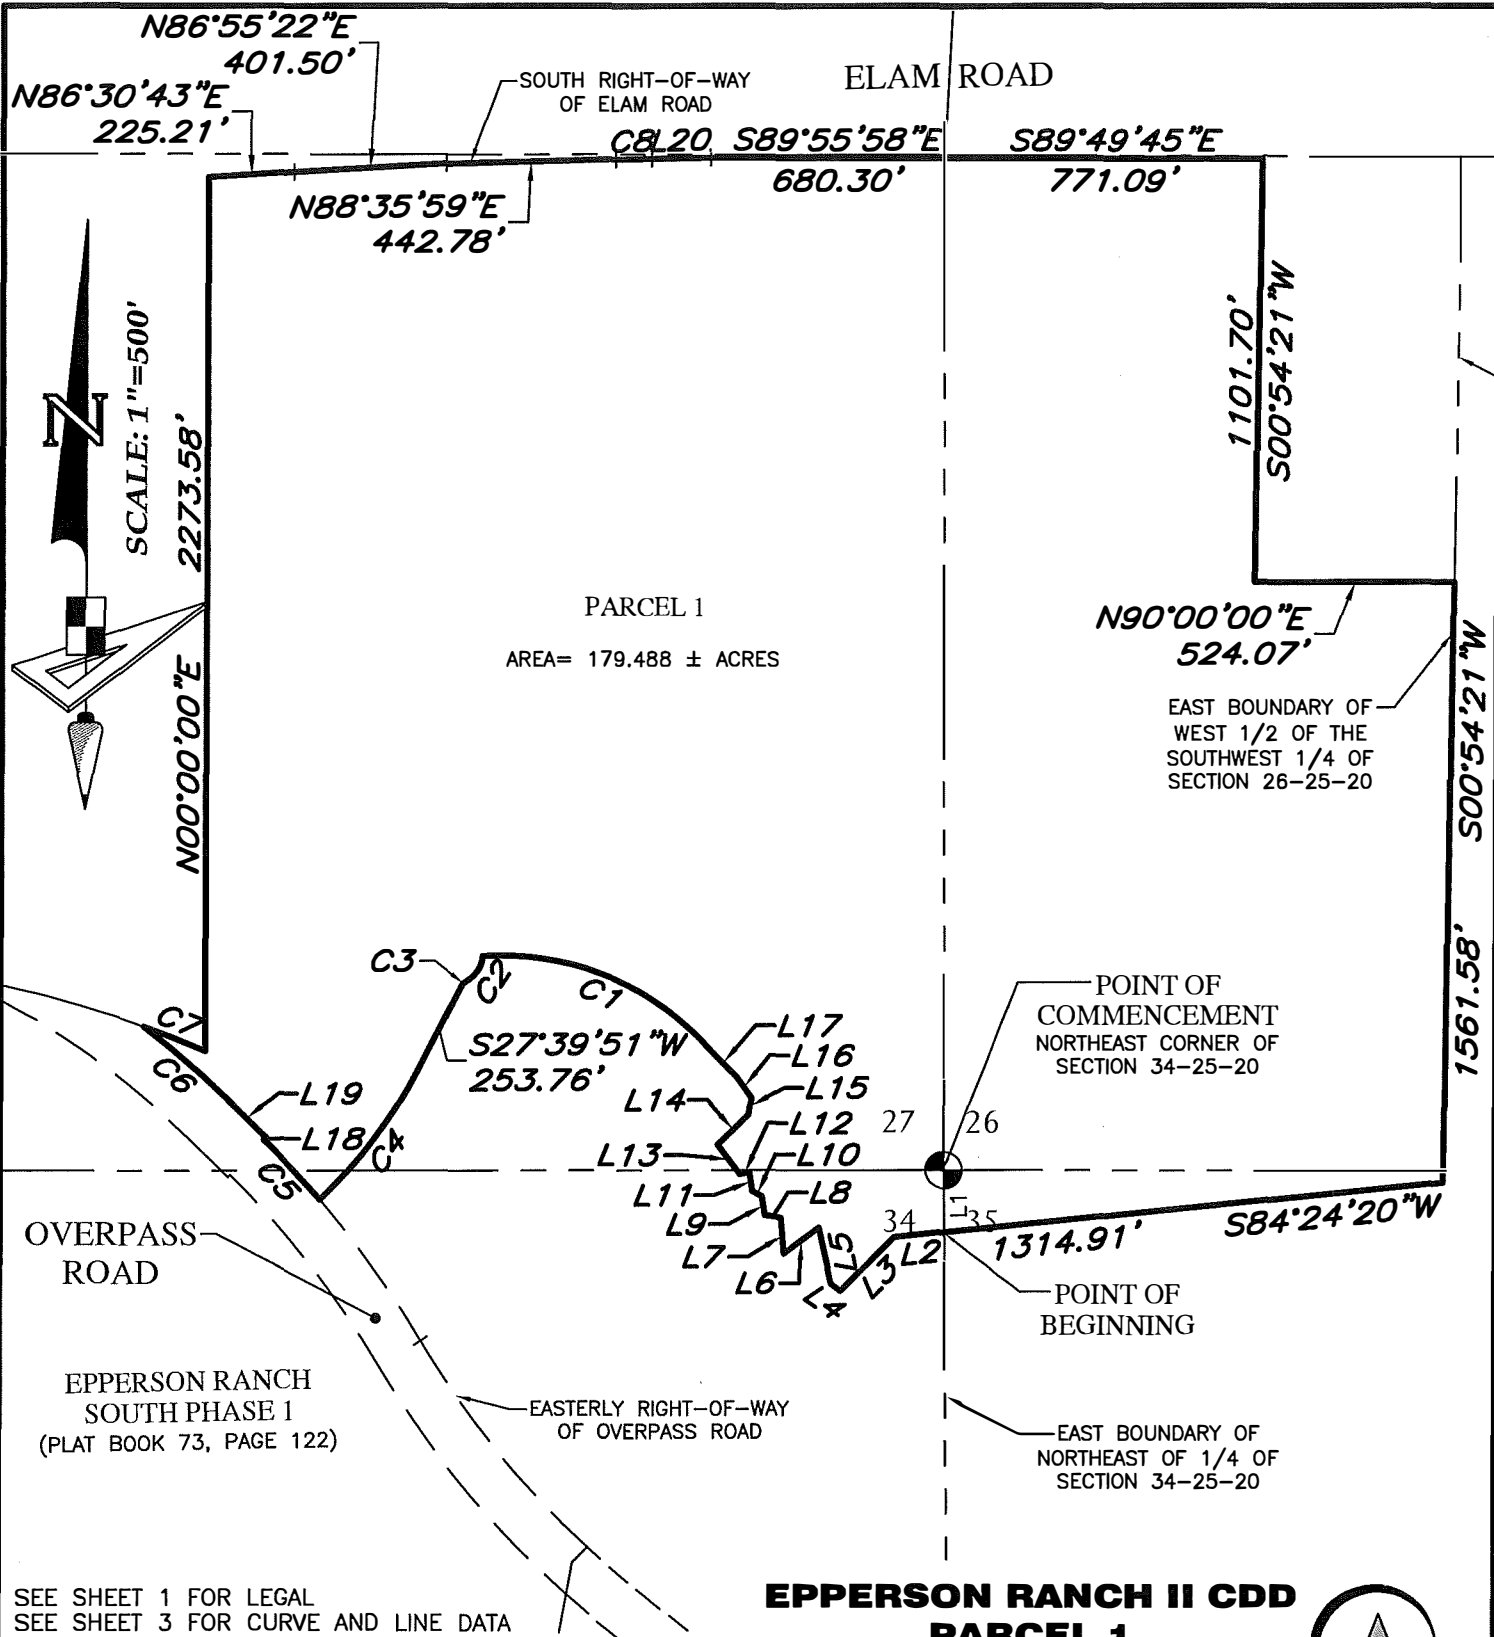 N86°55'22"E
401.50'
N86°30'43"E
225.21'
SOUTH RIGHT-OF-WAY
OF ELAM ROAD
ELAM ROAD
C8
L20
S89°55'58"E
680.30'
S89°49'45"E
771.09'
N88°35'59"E
442.78'
N
SCALE: 1"=500'
N00°00'00"E 2273.58'
1101.70'
S00°54'21"W
PARCEL 1
AREA= 179.488 ± ACRES
N90°00'00"E
524.07'
EAST BOUNDARY OF
WEST 1/2 OF THE
SOUTHWEST 1/4 OF
SECTION 26-25-20
S00°54'21"W
1561.58'
C3
C2
C1
S27°39'51"W
253.76'
C7
C6
L19
L18
C5
C4
L17
L16
L15
L14
L12
L13
L10
L11
L8
L9
L7
L6
L5
L4
L3
L2
L1
27
26
34
35
POINT OF
COMMENCEMENT
NORTHEAST CORNER OF
SECTION 34-25-20
1314.91'
S84°24'20"W
POINT OF
BEGINNING
OVERPASS
ROAD
EPPERSON RANCH
SOUTH PHASE 1
(PLAT BOOK 73, PAGE 122)
EASTERLY RIGHT-OF-WAY
OF OVERPASS ROAD
EAST BOUNDARY OF
NORTHEAST OF 1/4 OF
SECTION 34-25-20
SEE SHEET 1 FOR LEGAL
SEE SHEET 3 FOR CURVE AND LINE DATA
EPPERSON RANCH II CDD
PARCEL 1